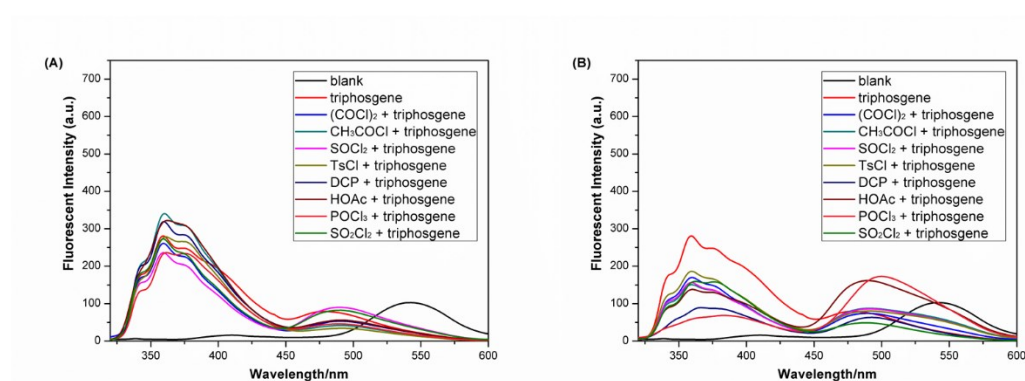 (A)
Fluorescent Intensity (a.u.)
700
600
500
400
300
200
100
0
blank
triphosgene
(COCl)₂ + triphosgene
CH₃COCl + triphosgene
SOCl₂ + triphosgene
TsCl + triphosgene
DCP + triphosgene
HOAc + triphosgene
POCl₃ + triphosgene
SO₂Cl₂ + triphosgene
350 400 450 500 550 600
Wavelength/nm
(B)
Fluorescent Intensity (a.u.)
700
600
500
400
300
200
100
0
blank
triphosgene
(COCl)₂ + triphosgene
CH₃COCl + triphosgene
SOCl₂ + triphosgene
TsCl + triphosgene
DCP + triphosgene
HOAc + triphosgene
POCl₃ + triphosgene
SO₂Cl₂ + triphosgene
350 400 450 500 550 600
Wavelength/nm